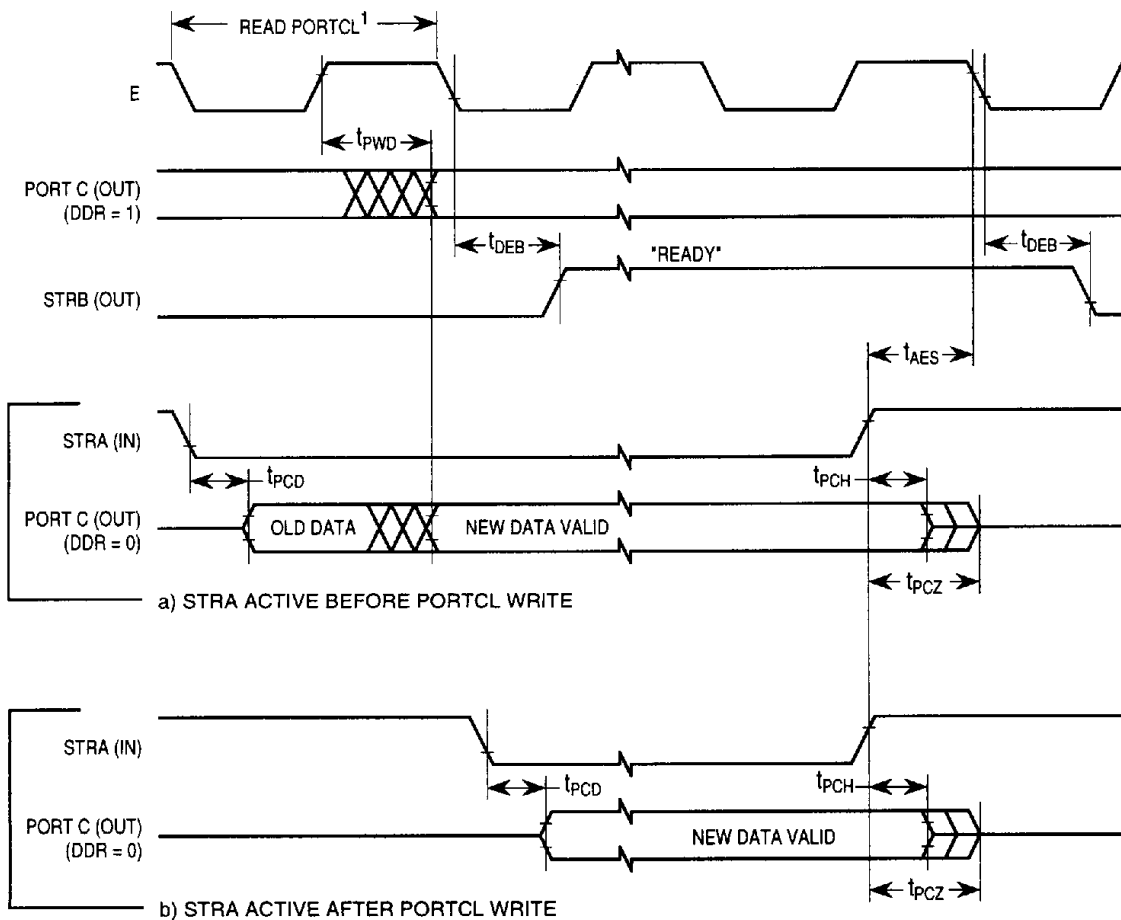 READ PORTCL1
E
tPWD
PORT C (OUT)
(DDR = 1)
tDEB
"READY"
tDEB
STRB (OUT)
tAES
STRA (IN)
tPCD
tPCH
PORT C (OUT)
(DDR = 0)
OLD DATA
NEW DATA VALID
tPCZ
a) STRA ACTIVE BEFORE PORTCL WRITE
STRA (IN)
tPCD
tPCH
PORT C (OUT)
(DDR = 0)
NEW DATA VALID
tPCZ
b) STRA ACTIVE AFTER PORTCL WRITE